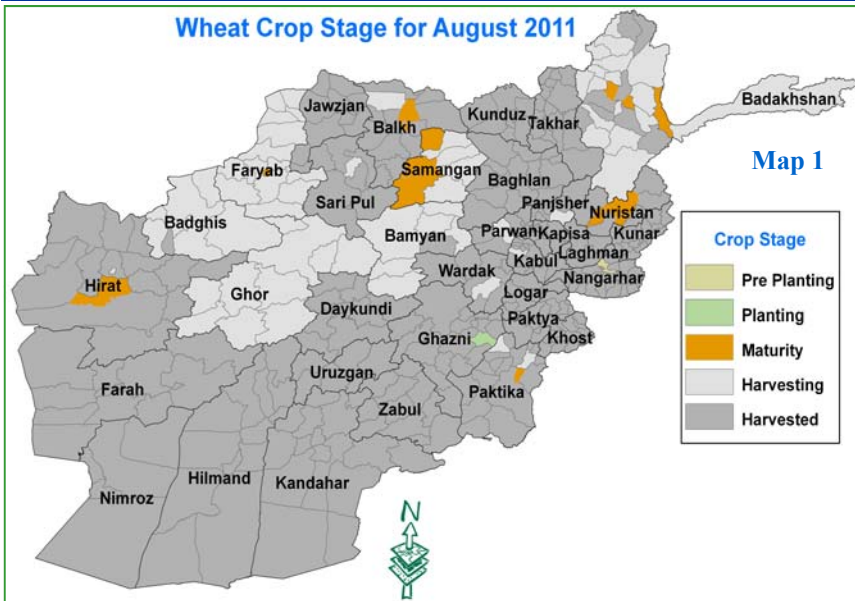 Wheat Crop Stage for August 2011
Jawzjan
Balkh
Kunduz
Takhar
Badakhshan
Map 1
Faryab
Samangan
Baghlan
Sari Pul
Panjsher
Nuristan
Badghis
Bamyan
Parwan
Kapisa
Kunar
Laghman
Hirat
Wardak
Kabul
Nangarhar
Ghor
Logar
Daykundi
Paktya
Ghazni
Khost
Farah
Uruzgan
Paktika
Zabul
Hilmand
Kandahar
Nimroz
N
Crop Stage
Pre Planting
Planting
Maturity
Harvesting
Harvested